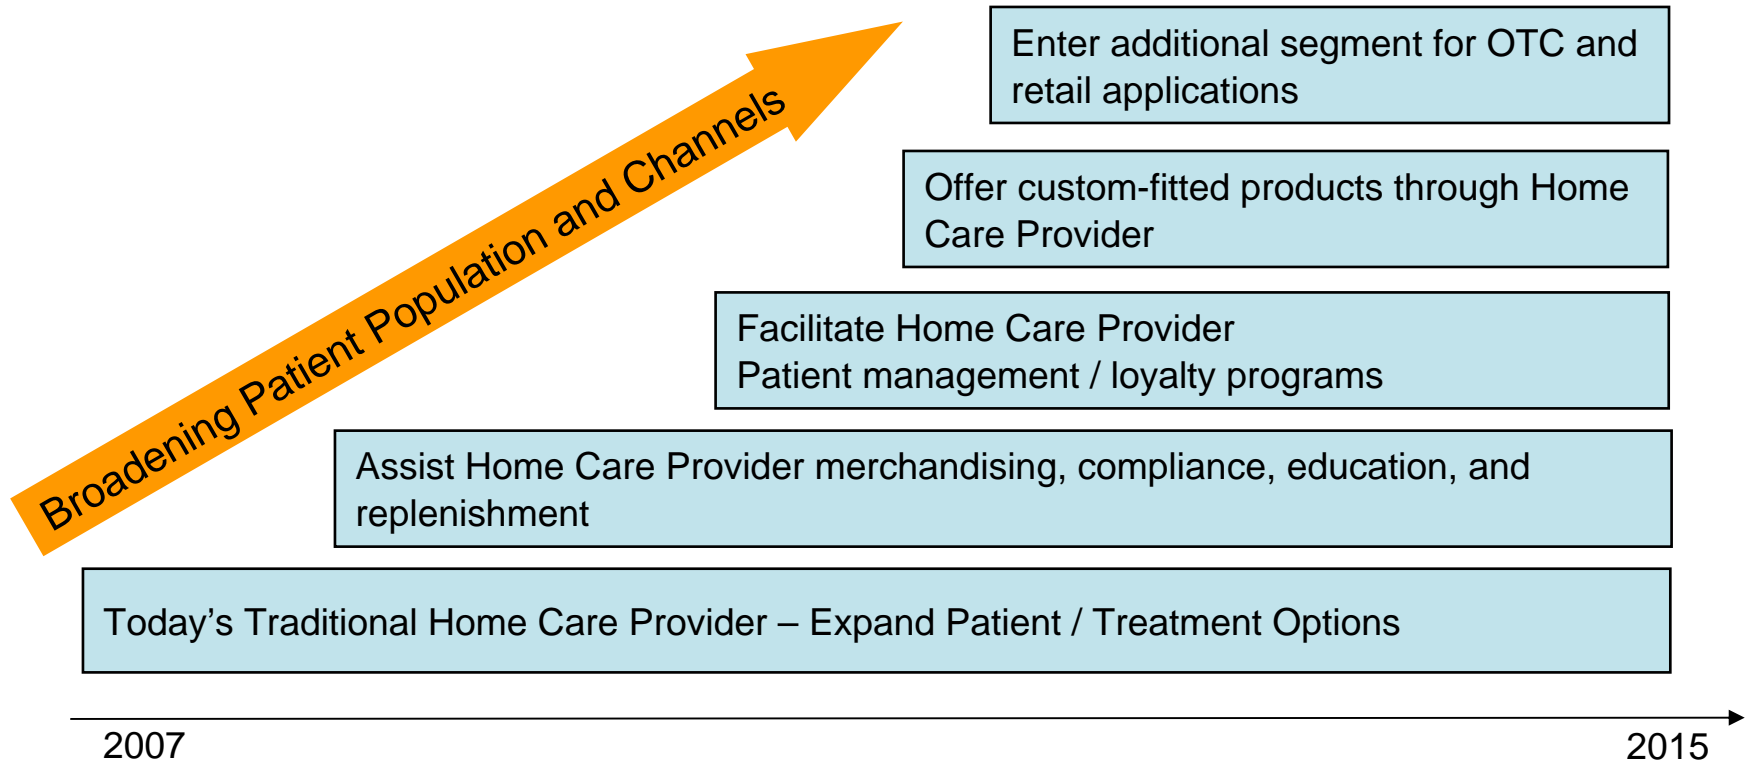 Enter additional segment for OTC and
retail applications
Broadening Patient Population and Channels
Offer custom-fitted products through Home
Care Provider
Facilitate Home Care Provider
Patient management / loyalty programs
Assist Home Care Provider merchandising, compliance, education, and
replenishment
Today’s Traditional Home Care Provider – Expand Patient / Treatment Options
2007
2015